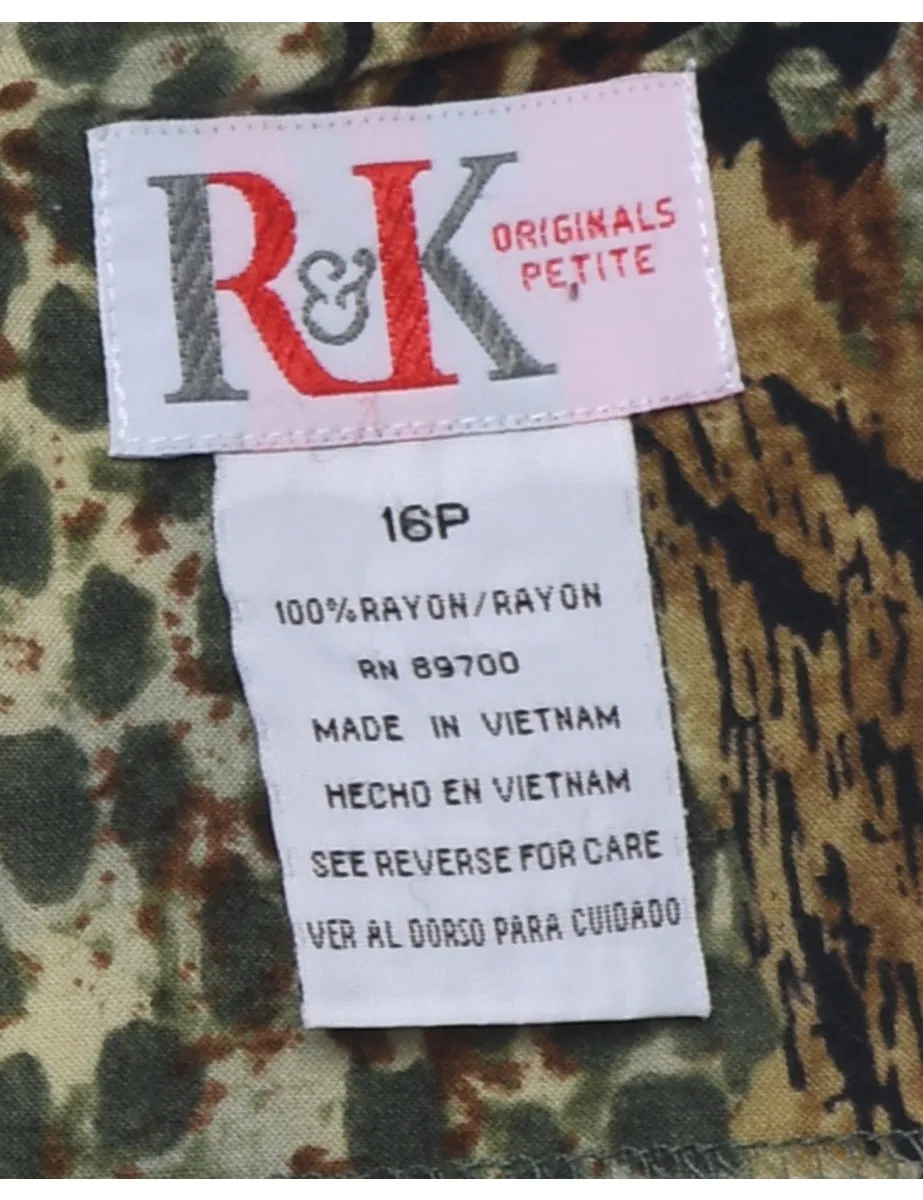 R&K
ORIGINALS
PETITE
16P
100% RAYON/RAYON
RN 89700
MADE IN VIETNAM
HECHO EN VIETNAM
SEE REVERSE FOR CARE
VER AL DORSO PARA CUIDADO